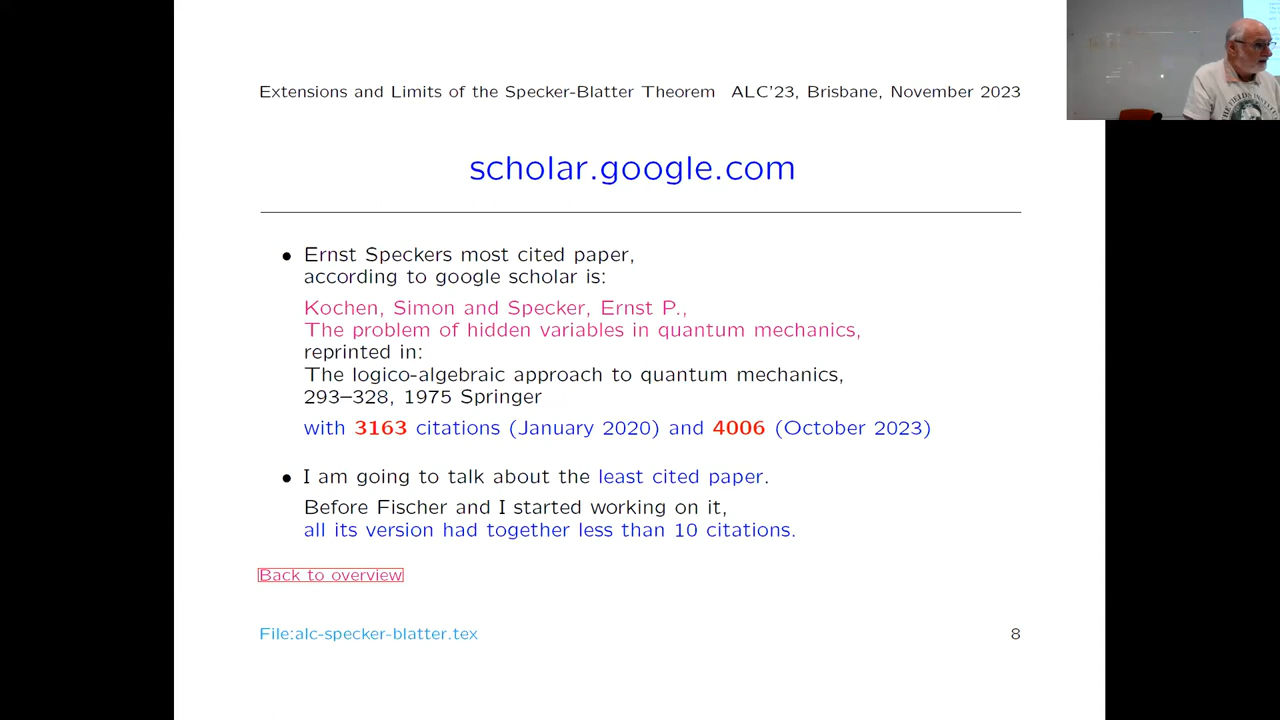 Extensions and Limits of the Specker-Blatter Theorem ALC'23, Brisbane, November 2023
scholar.google.com
• Ernst Speckers most cited paper,
according to google scholar is:
Kochen, Simon and Specker, Ernst P.,
The problem of hidden variables in quantum mechanics,
reprinted in:
The logico-algebraic approach to quantum mechanics,
293–328, 1975 Springer
with 3163 citations (January 2020) and 4006 (October 2023)
• I am going to talk about the least cited paper.
Before Fischer and I started working on it,
all its version had together less than 10 citations.
Back to overview
File:alc-specker-blatter.tex 8